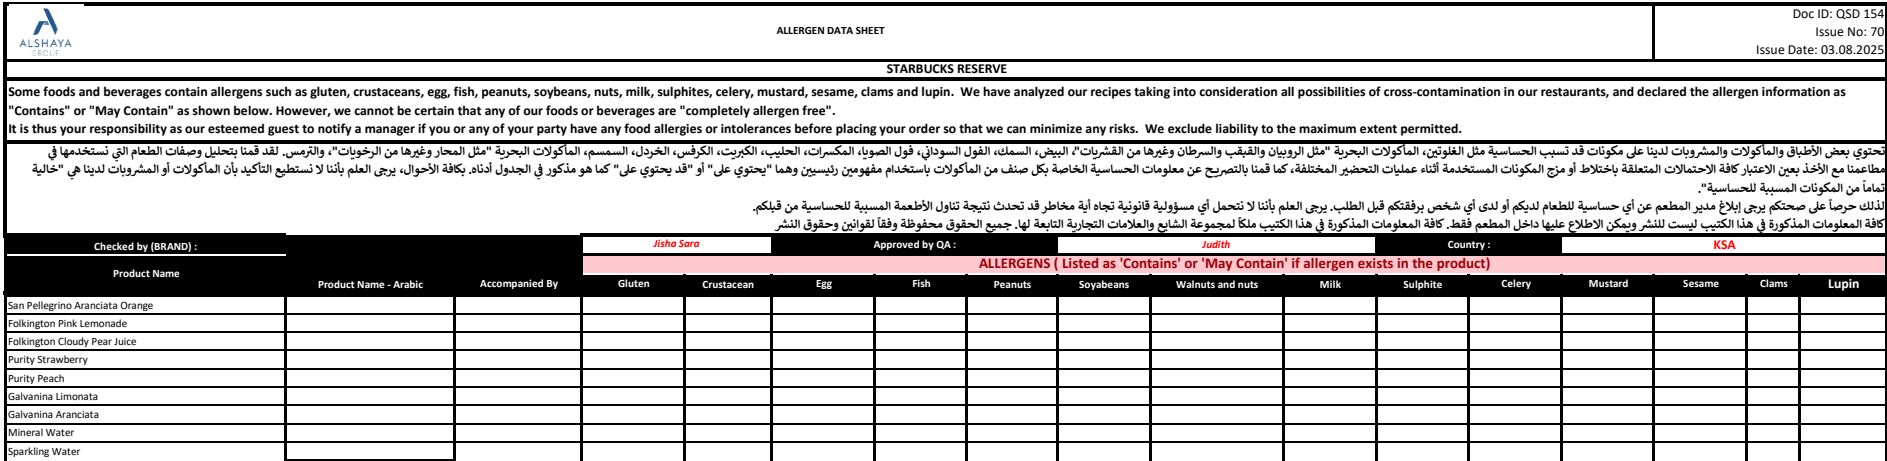 ALSHAYA
GROUP
ALLERGEN DATA SHEET
Doc ID: QSD 154
Issue No: 70
Issue Date: 03.08.2025
STARBUCKS RESERVE
Some foods and beverages contain allergens such as gluten, crustaceans, egg, fish, peanuts, soybeans, nuts, milk, sulphites, celery, mustard, sesame, clams and lupin.  We have analyzed our recipes taking into consideration all possibilities of cross-contamination in our restaurants, and declared the allergen information as
"Contains" or "May Contain" as shown below. However, we cannot be certain that any of our foods or beverages are "completely allergen free".
It is thus your responsibility as our esteemed guest to notify a manager if you or any of your party have any food allergies or intolerances before placing your order so that we can minimize any risks.  We exclude liability to the maximum extent permitted.
تحتوي بعض الأطباق والمأكولات والمشروبات لدينا على مكونات قد تسبب الحساسية مثل الغلوتين، المأكولات البحرية "مثل الروبيان والقبقب والسرطان وغيرها من القشريات"، البيض، السمك، الفول السوداني، فول الصويا، المكسرات، الحليب، الكبريت، الكرفس، الخردل، السمسم، المأكولات البحرية "مثل المحار وغيرها من الرخويات"، والترمس. لقد قمنا بتحليل وصفات الطعام التي نستخدمها في
مطاعمنا مع الأخذ بعين الاعتبار كافة الاحتمالات المتعلقة باختلاط أو مزج المكونات المستخدمة أثناء عمليات التحضير المختلفة، كما قمنا بالتصريح عن معلومات الحساسية الخاصة بكل صنف من المأكولات باستخدام مفهومين رئيسيين وهما "يحتوي على" أو "قد يحتوي على" كما هو مذكور في الجدول أدناه. بكافة الأحوال، يرجى العلم بأننا لا نستطيع التأكيد بأن المأكولات أو المشروبات لدينا هي "خالية
تماماً من المكونات المسببة للحساسية".
لذلك حرصاً على صحتكم يرجى إبلاغ مدير المطعم عن أي حساسية للطعام لديكم أو لدى أي شخص برفقتكم قبل الطلب. يرجى العلم بأننا لا نتحمل أي مسؤولية قانونية تجاه أية مخاطر قد تحدث نتيجة تناول الأطعمة المسببة للحساسية من قبلكم.
كافة المعلومات المذكورة في هذا الكتيب ليست للنشر ويمكن الاطلاع عليها داخل المطعم فقط. كافة المعلومات المذكورة في هذا الكتيب ملكاً لمجموعة الشايع والعلامات التجارية التابعة لها. جميع الحقوق محفوظة وفقاً لقوانين وحقوق النشر
Checked by (BRAND) : Jisha Sara Approved by QA : Judith Country : KSA
ALLERGENS ( Listed as 'Contains' or 'May Contain' if allergen exists in the product)
Product Name Product Name - Arabic Accompanied By Gluten Crustacean Egg Fish Peanuts Soyabeans Walnuts and nuts Milk Sulphite Celery Mustard Sesame Clams Lupin
San Pellegrino Aranciata Orange
Folkington Pink Lemonade
Folkington Cloudy Pear Juice
Purity Strawberry
Purity Peach
Galvanina Limonata
Galvanina Aranciata
Mineral Water
Sparkling Water